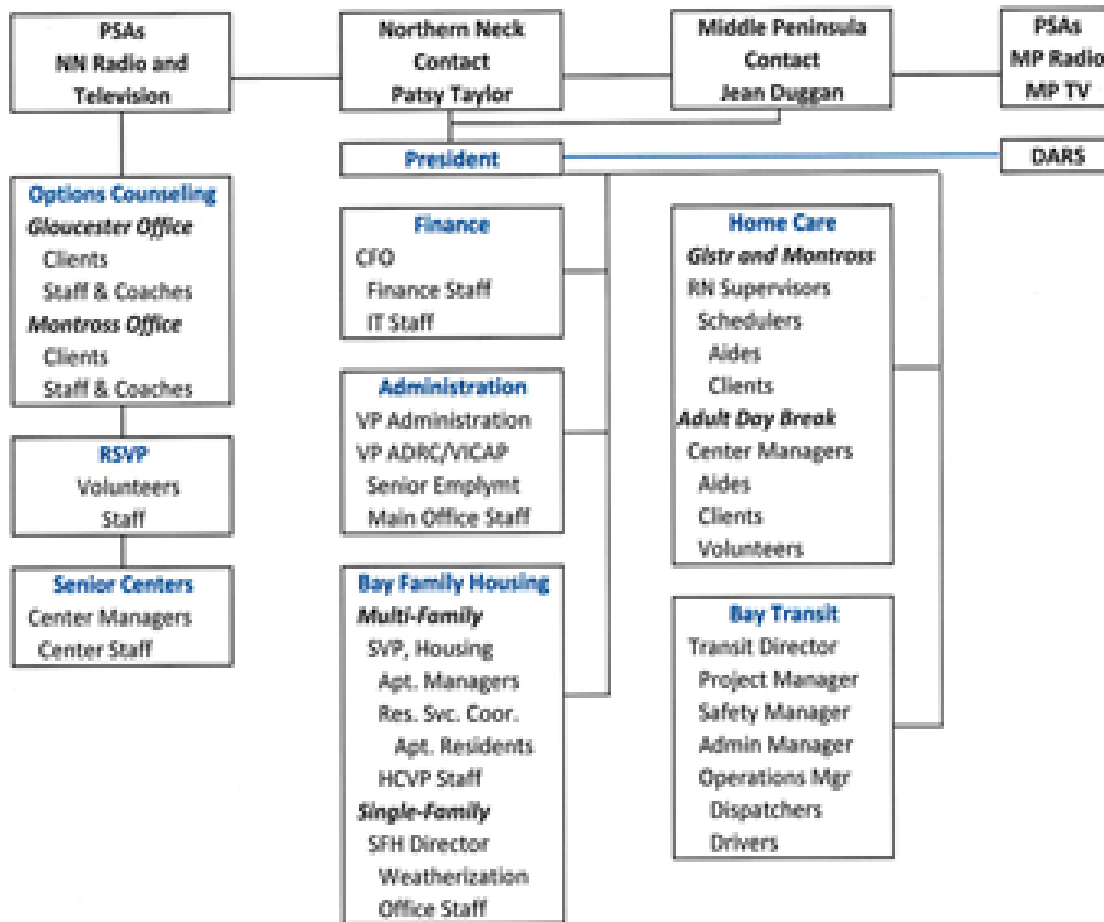 PSAs
NN Radio and
Television
Northern Neck
Contact
Patsy Taylor
Middle Peninsula
Contact
Jean Duggan
PSAs
MP Radio
MP TV
President
DARS
Options Counseling
Gloucester Office
Clients
Staff & Coaches
Montross Office
Clients
Staff & Coaches
RSVP
Volunteers
Staff
Senior Centers
Center Managers
Center Staff
Finance
CFO
Finance Staff
IT Staff
Administration
VP Administration
VP ADRC/VICAP
Senior Emplymt
Main Office Staff
Bay Family Housing
Multi-Family
SVP, Housing
Apt. Managers
Res. Svc. Coor.
Apt. Residents
HCVP Staff
Single-Family
SFH Director
Weatherization
Office Staff
Home Care
Glstr and Montross
RN Supervisors
Schedulers
Aides
Clients
Adult Day Break
Center Managers
Aides
Clients
Volunteers
Bay Transit
Transit Director
Project Manager
Safety Manager
Admin Manager
Operations Mgr
Dispatchers
Drivers